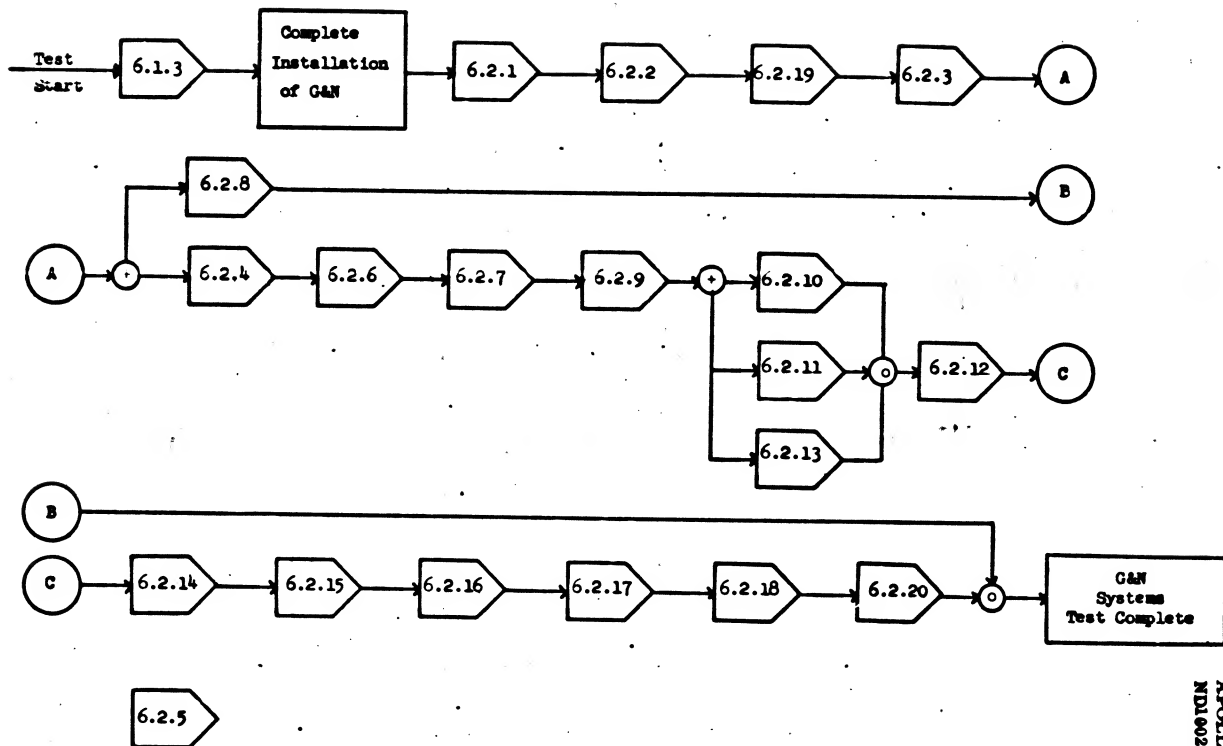 Test
Start
6.1.3
Complete
Installation
of G&N
6.2.1
6.2.2
6.2.19
6.2.3
A
6.2.8
B
A
+
6.2.4
6.2.6
6.2.7
6.2.9
+
6.2.10
6.2.11
o
6.2.12
C
6.2.13
B
C
6.2.14
6.2.15
6.2.16
6.2.17
6.2.18
6.2.20
o
G&N
Systems
Test Complete
6.2.5
ND1002